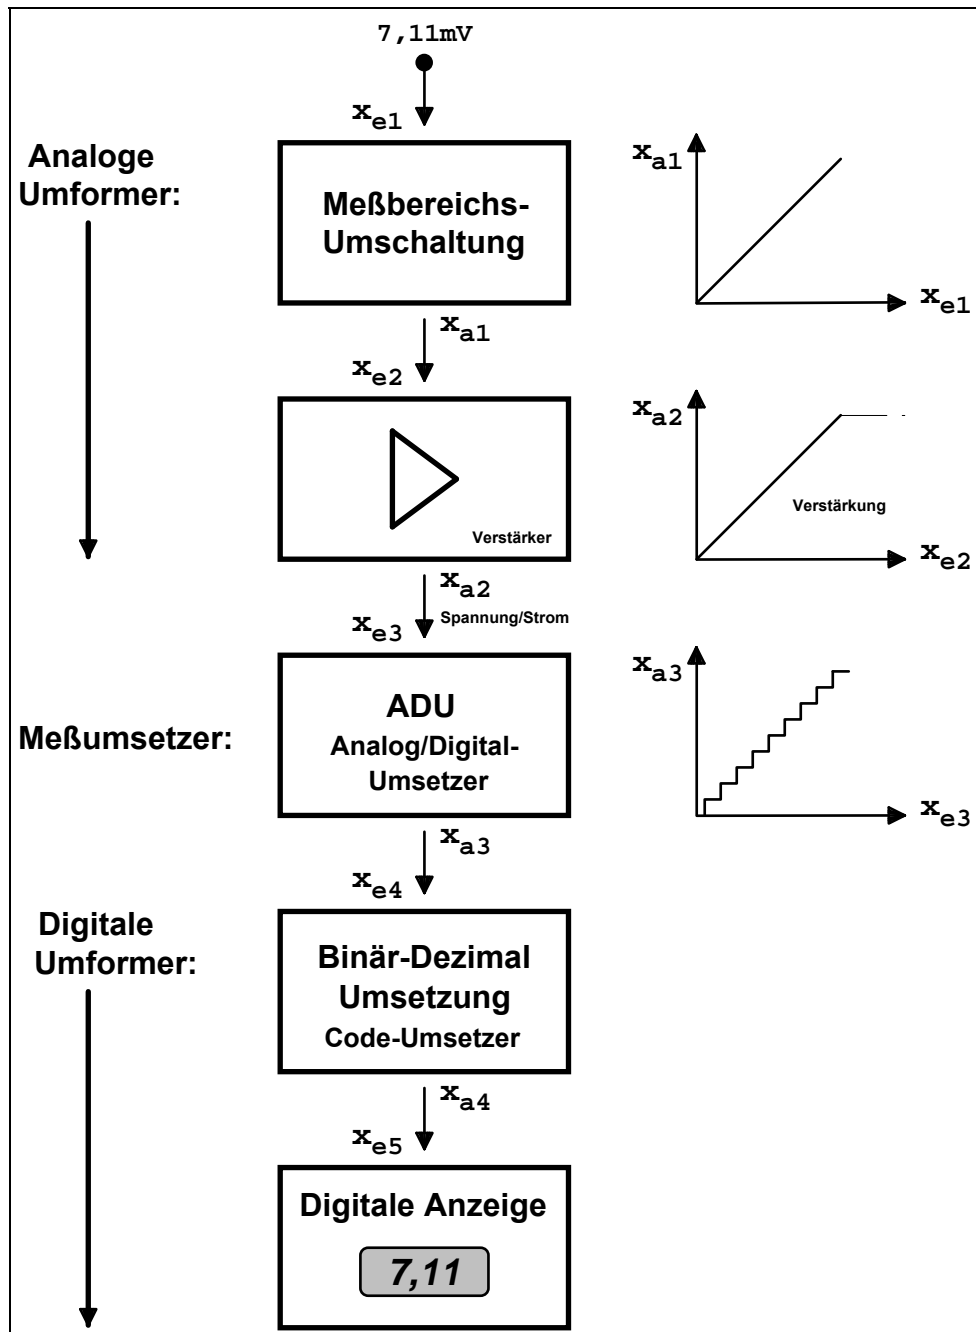 7,11mV
xe1
Analoge
Umformer:
Meßbereichs-
Umschaltung
xa1
xe1
xa1
xe2
Verstärker
xa2
Verstärkung
xe2
xa2
Spannung/Strom
xe3
Meßumsetzer:
ADU
Analog/Digital-
Umsetzer
xa3
xe3
xa3
xe4
Digitale
Umformer:
Binär-Dezimal
Umsetzung
Code-Umsetzer
xa4
xe5
Digitale Anzeige
7,11